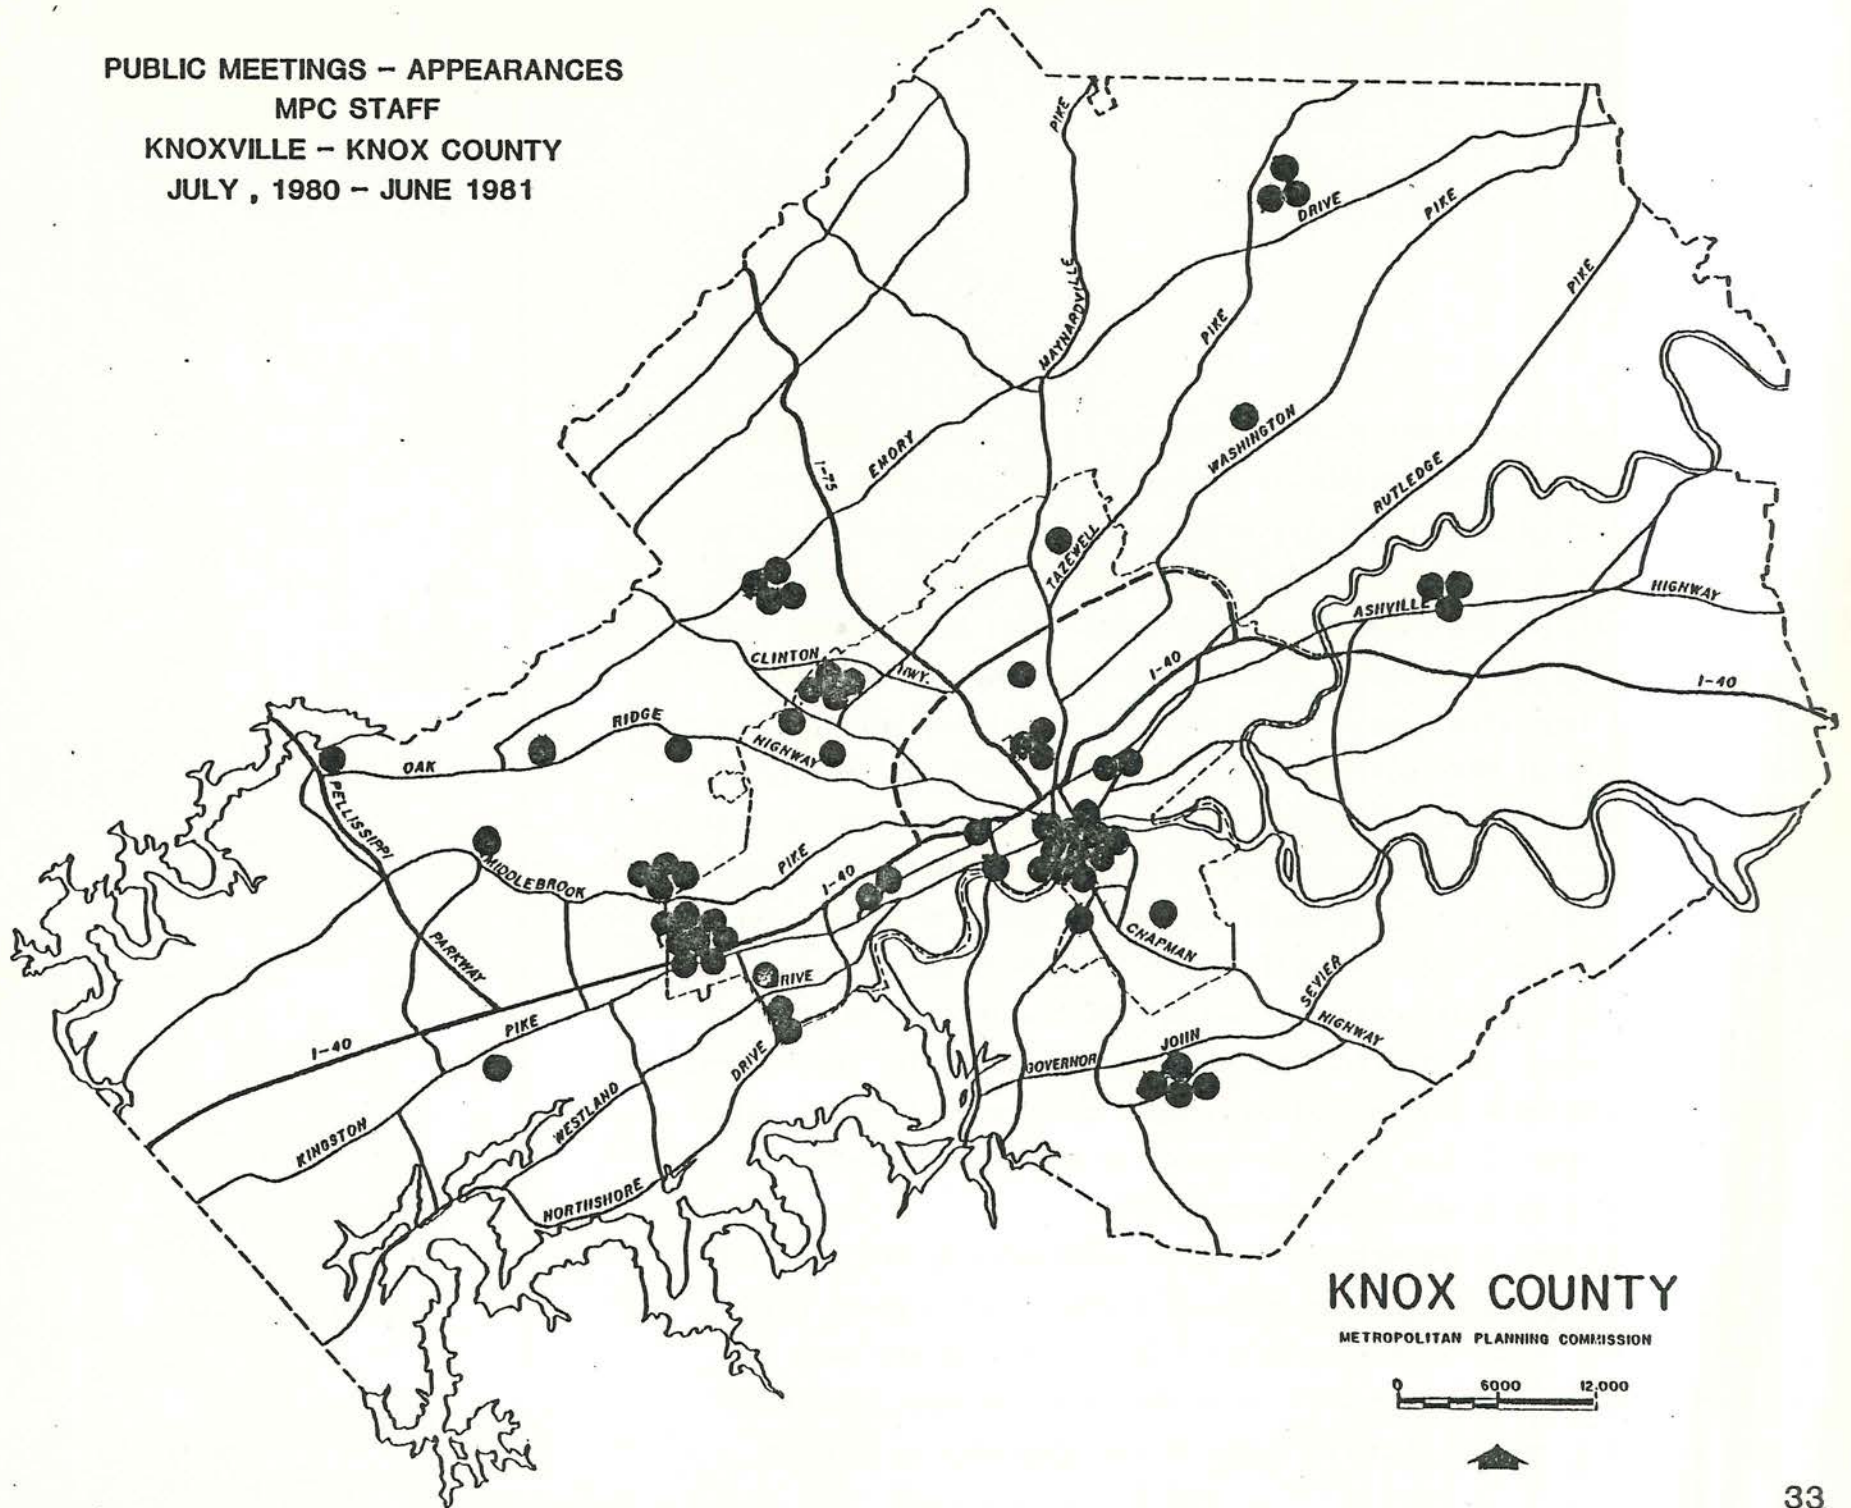 PUBLIC MEETINGS – APPEARANCES
MPC STAFF
KNOXVILLE – KNOX COUNTY
JULY , 1980 – JUNE 1981
PIKE
DRIVE
PIKE
MAYNARDVILLE
PIKE
PIKE
I-75
EMORY
WASHINGTON
RUTLEDGE
TAZEWELL
ASHVILLE
HIGHWAY
CLINTON
HWY.
I-40
I-40
RIDGE
HIGHWAY
OAK
PELLISSIPPI
MIDDLEBROOK
PIKE
I-40
PARKWAY
CHAPMAN
DRIVE
SEVIER
PIKE
HIGHWAY
I-40
JOHN
GOVERNOR
DRIVE
WESTLAND
KINGSTON
NORTHSHORE
KNOX COUNTY
METROPOLITAN PLANNING COMMISSION
0 6000 12,000
33